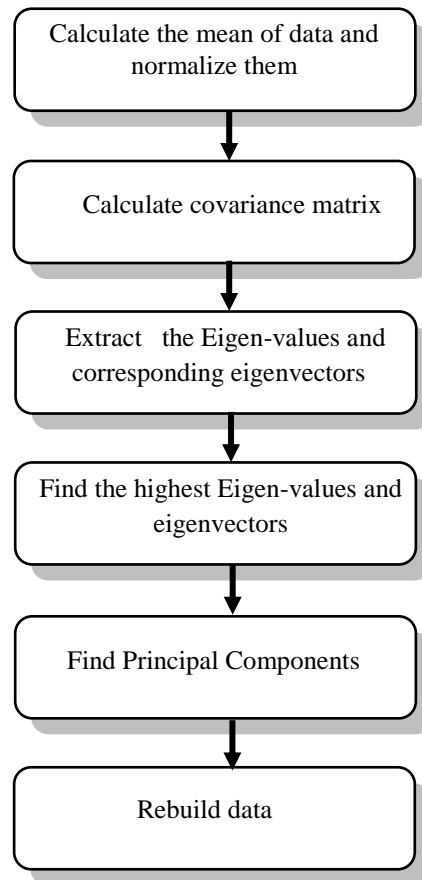 Calculate the mean of data and
normalize them
Calculate covariance matrix
Extract the Eigen-values and
corresponding eigenvectors
Find the highest Eigen-values and
eigenvectors
Find Principal Components
Rebuild data